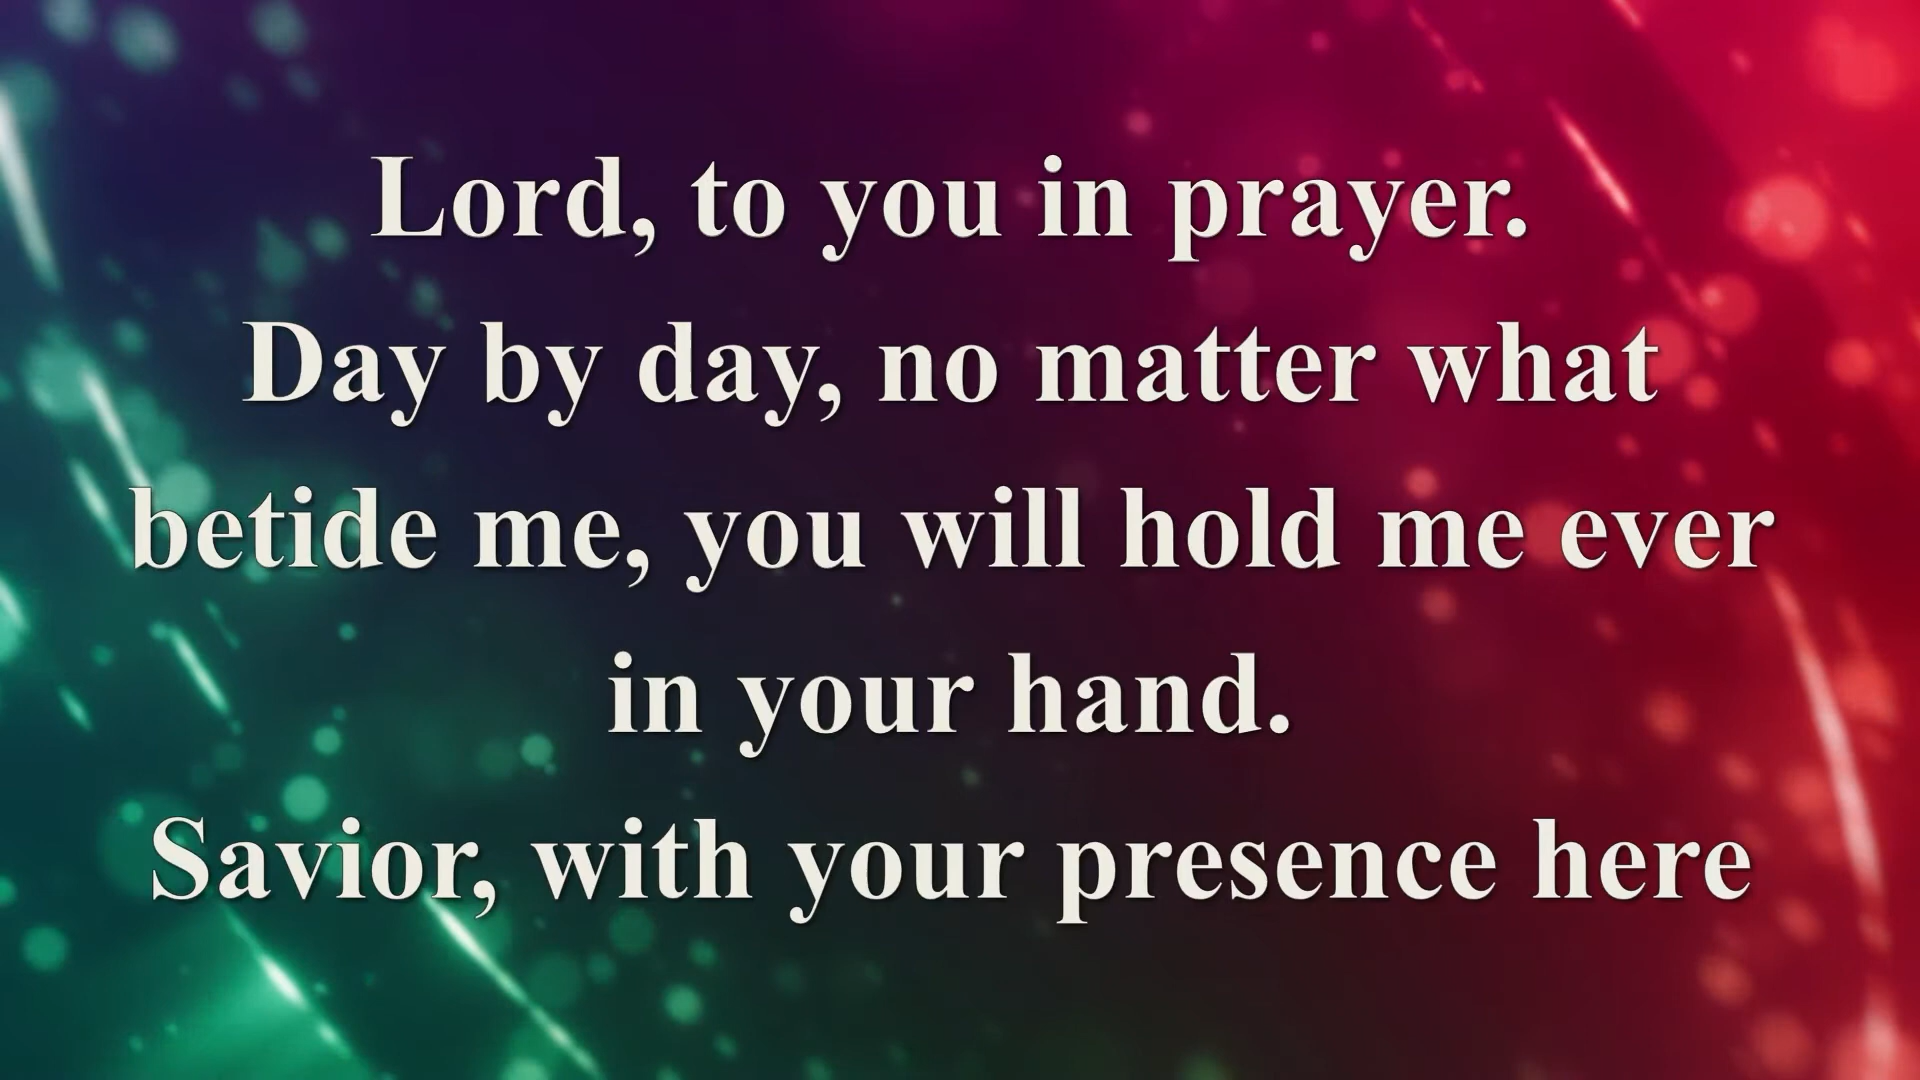 Lord, to you in prayer.
Day by day, no matter what
betide me, you will hold me ever
in your hand.
Savior, with your presence here